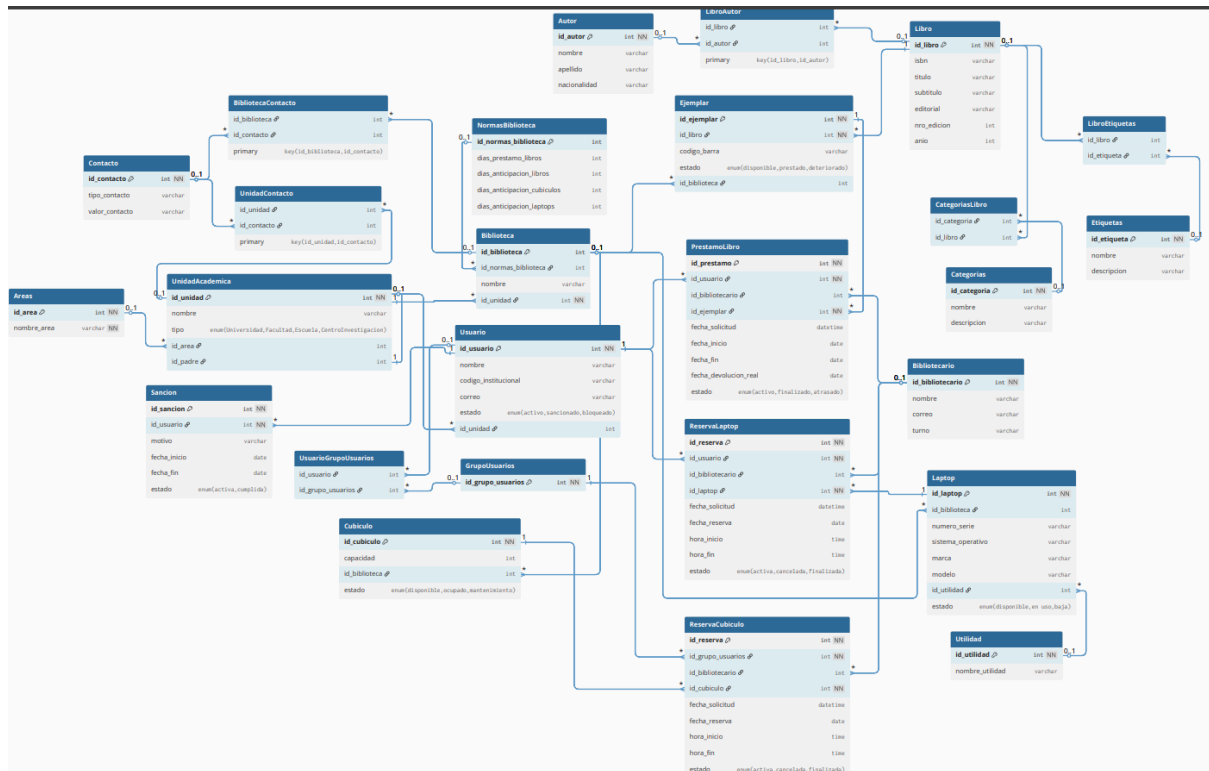 LibroAutor
id_libro int
id_autor int
primary key(id_libro,id_autor)
Autor
id_autor int NN
nombre varchar
apellido varchar
nacionalidad varchar
Libro
id_libro int NN
isbn varchar
titulo varchar
subtitulo varchar
editorial varchar
nro_edicion int
anio int
BibliotecaContacto
id_biblioteca int
id_contacto int
primary key(id_biblioteca,id_contacto)
NormasBiblioteca
id_normas_biblioteca int
dias_prestamo_libros int
dias_anticipacion_libros int
dias_anticipacion_cubiculos int
dias_anticipacion_laptops int
Ejemplar
id_ejemplar int NN
id_libro int NN
codigo_barra varchar
estado enum(disponible,prestado,deteriorado)
id_biblioteca int
LibroEtiquetas
id_libro int
id_etiqueta int
Contacto
id_contacto int NN
tipo_contacto varchar
valor_contacto varchar
UnidadContacto
id_unidad int
id_contacto int
primary key(id_unidad,id_contacto)
CategoriasLibro
id_categoria int
id_libro int
Etiquetas
id_etiqueta int NN
nombre varchar
descripcion varchar
Biblioteca
id_biblioteca int
id_normas_biblioteca int
nombre varchar
id_unidad int NN
PrestamoLibro
id_prestamo int NN
id_usuario int NN
id_bibliotecario int NN
id_ejemplar int NN
fecha_solicitud datetime
fecha_inicio date
fecha_fin date
fecha_devolucion_real date
estado enum(activo,finalizado,atrasado)
Categorias
id_categoria int NN
nombre varchar
descripcion varchar
UnidadAcademica
id_unidad int NN
nombre varchar
tipo enum(Universidad,Facultad,Escuela,CentroInvestigacion)
id_area int
id_padre int
Areas
id_area int NN
nombre_area varchar NN
Usuario
id_usuario int NN
nombre varchar
codigo_institucional varchar
correo varchar
estado enum(activo,sancionado,bloqueado)
id_unidad int
Bibliotecario
id_bibliotecario int NN
nombre varchar
correo varchar
turno varchar
Sancion
id_sancion int NN
id_usuario int NN
motivo varchar
fecha_inicio date
fecha_fin date
estado enum(activa,cumplida)
UsuarioGrupoUsuarios
id_usuario int
id_grupo_usuarios int
GrupoUsuarios
id_grupo_usuarios int NN
ReservaLaptop
id_reserva int NN
id_usuario int NN
id_bibliotecario int
id_laptop int NN
fecha_solicitud datetime
fecha_reserva date
hora_inicio time
hora_fin time
estado enum(activa,cancelada,finalizada)
Laptop
id_laptop int NN
id_biblioteca int
numero_serie varchar
sistema_operativo varchar
marca varchar
modelo varchar
id_utilidad int
estado enum(disponible,en uso,baja)
Cubiculo
id_cubiculo int NN
capacidad int
id_biblioteca int
estado enum(disponible,ocupado,mantenimiento)
ReservaCubiculo
id_reserva int NN
id_grupo_usuarios int NN
id_bibliotecario int
id_cubiculo int NN
fecha_solicitud datetime
fecha_reserva date
hora_inicio time
hora_fin time
estado enum(activa,cancelada,finalizada)
Utilidad
id_utilidad int NN
nombre_utilidad varchar